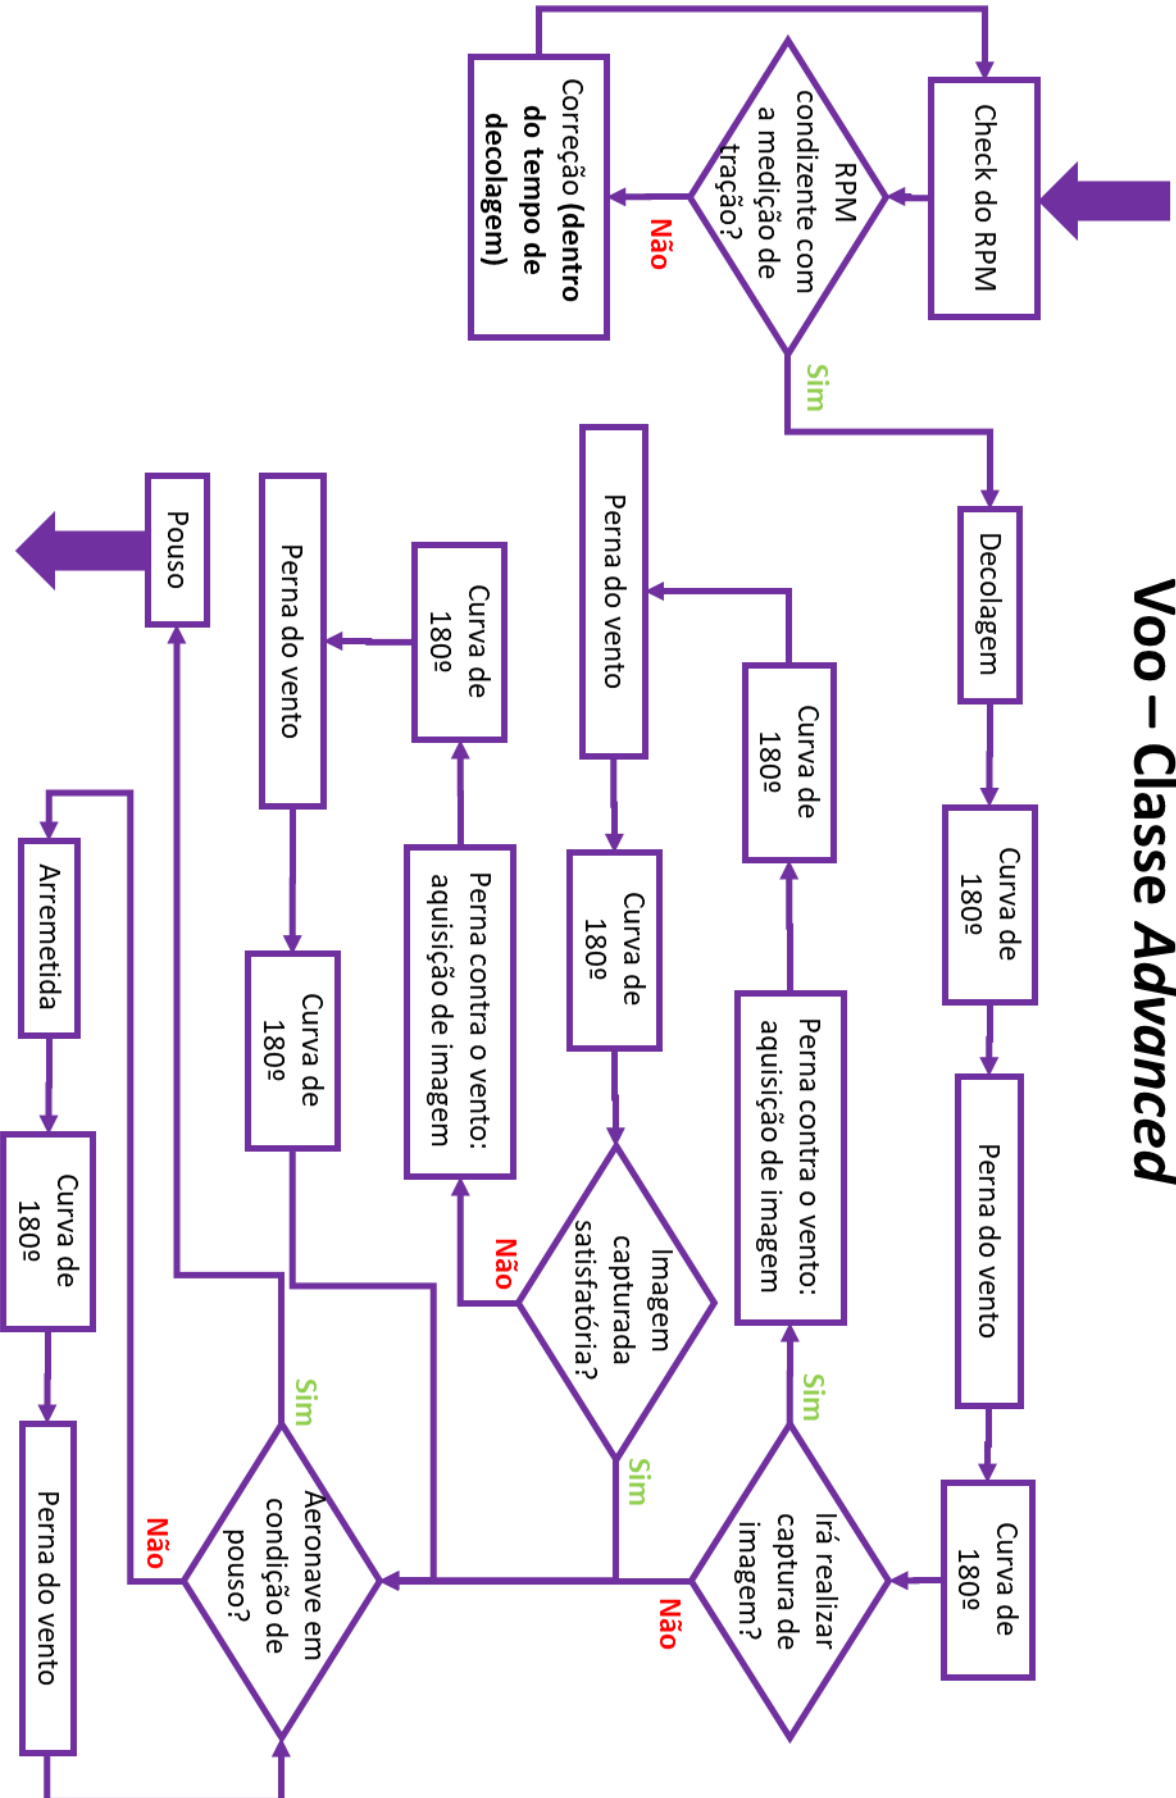 Voo – Classe Advanced
Check do RPM
RPM
condizente com
a medição de
tração?
Não
Correção (dentro
do tempo de
decolagem)
Sim
Decolagem
Curva de
180º
Perna do vento
Curva de
180º
Irá realizar
captura de
imagem?
Sim
Não
Perna contra o vento:
aquisição de imagem
Curva de
180º
Perna do vento
Curva de
180º
Imagem
capturada
satisfatória?
Sim
Não
Perna contra o vento:
aquisição de imagem
Curva de
180º
Perna do vento
Curva de
180º
Aeronave em
condição de
pouso?
Sim
Não
Pouso
Arremetida
Curva de
180º
Perna do vento